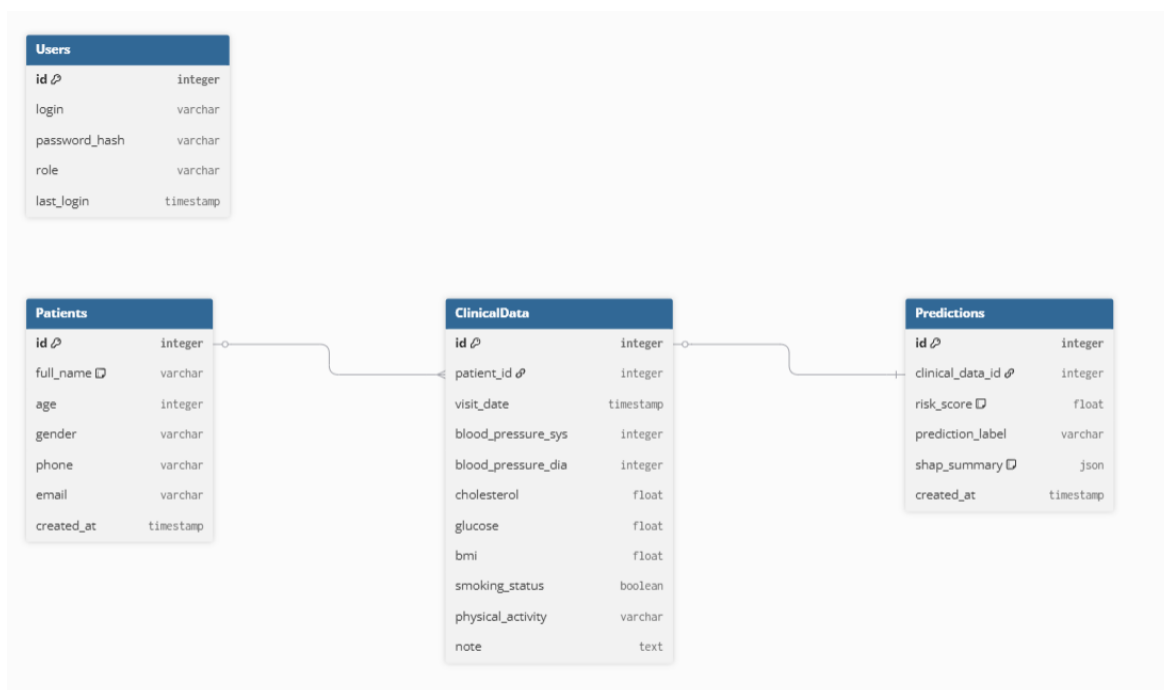 Users
id integer
login varchar
password_hash varchar
role varchar
last_login timestamp
Patients
id integer
full_name varchar
age integer
gender varchar
phone varchar
email varchar
created_at timestamp
ClinicalData
id integer
patient_id integer
visit_date timestamp
blood_pressure_sys integer
blood_pressure_dia integer
cholesterol float
glucose float
bmi float
smoking_status boolean
physical_activity varchar
note text
Predictions
id integer
clinical_data_id integer
risk_score float
prediction_label varchar
shap_summary json
created_at timestamp